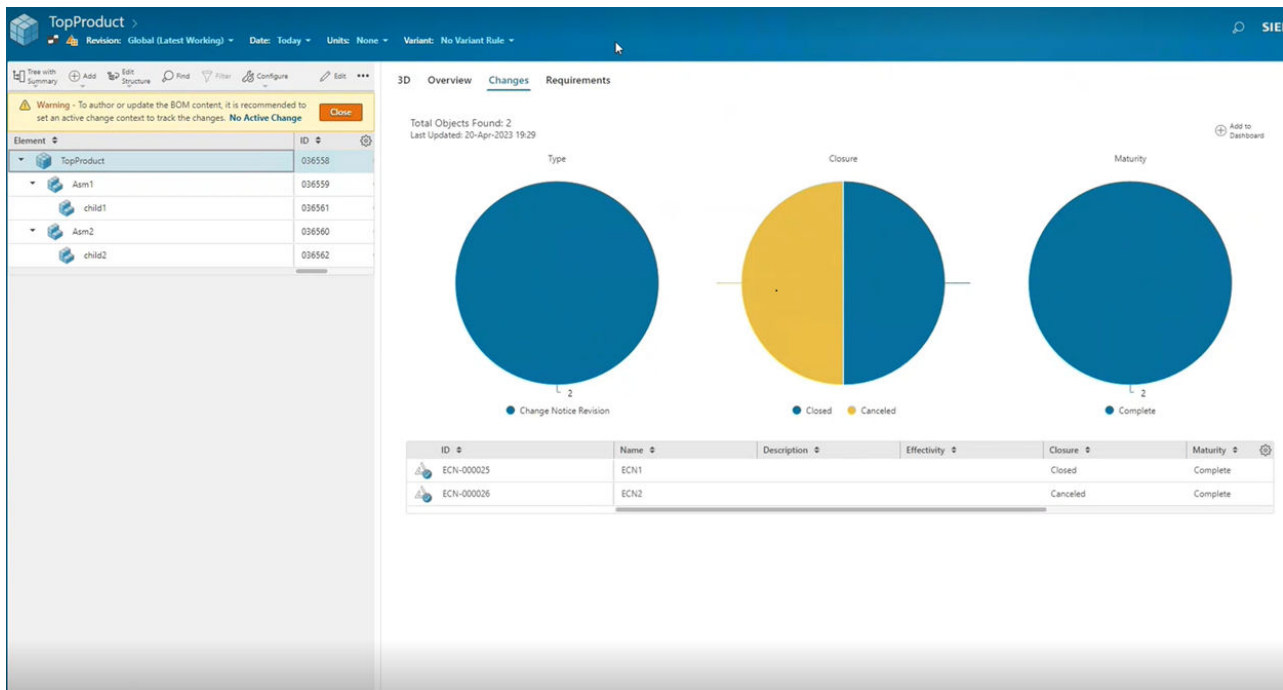 TopProduct >
Revision: Global (Latest Working) Date: Today Units: None Variant: No Variant Rule
SIE
Tree with Summary Add Edit Structure Find Filter Configure Edit •••
Warning - To author or update the BOM content, it is recommended to
set an active change context to track the changes. No Active Change
Close
Element ID
TopProduct 036558
Asm1 036559
child1 036561
Asm2 036560
child2 036562
3D Overview Changes Requirements
Total Objects Found: 2
Last Updated: 20-Apr-2023 19:29
Add to
Dashboard
Type Closure Maturity
2 2
Change Notice Revision Closed Canceled Complete
ID Name Description Effectivity Closure Maturity
ECN-000025 ECN1 Closed Complete
ECN-000026 ECN2 Canceled Complete